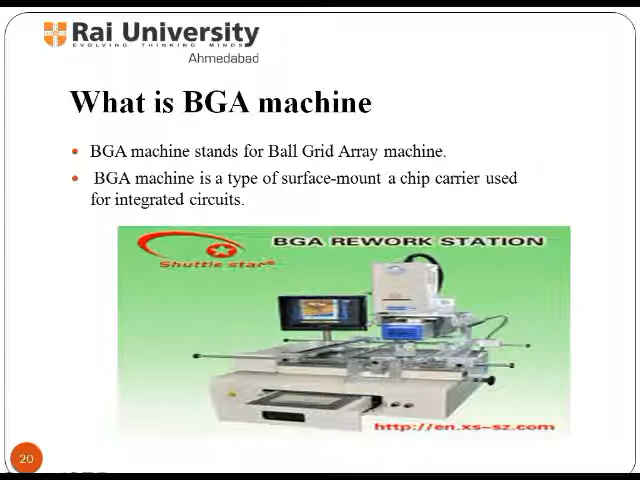 Rai University
EVOLVING THINKING MINDS
Ahmedabad
What is BGA machine
BGA machine stands for Ball Grid Array machine.
BGA machine is a type of surface-mount a chip carrier used
for integrated circuits.
BGA REWORK STATION
Shuttle star®
http://en.xs-sz.com
20